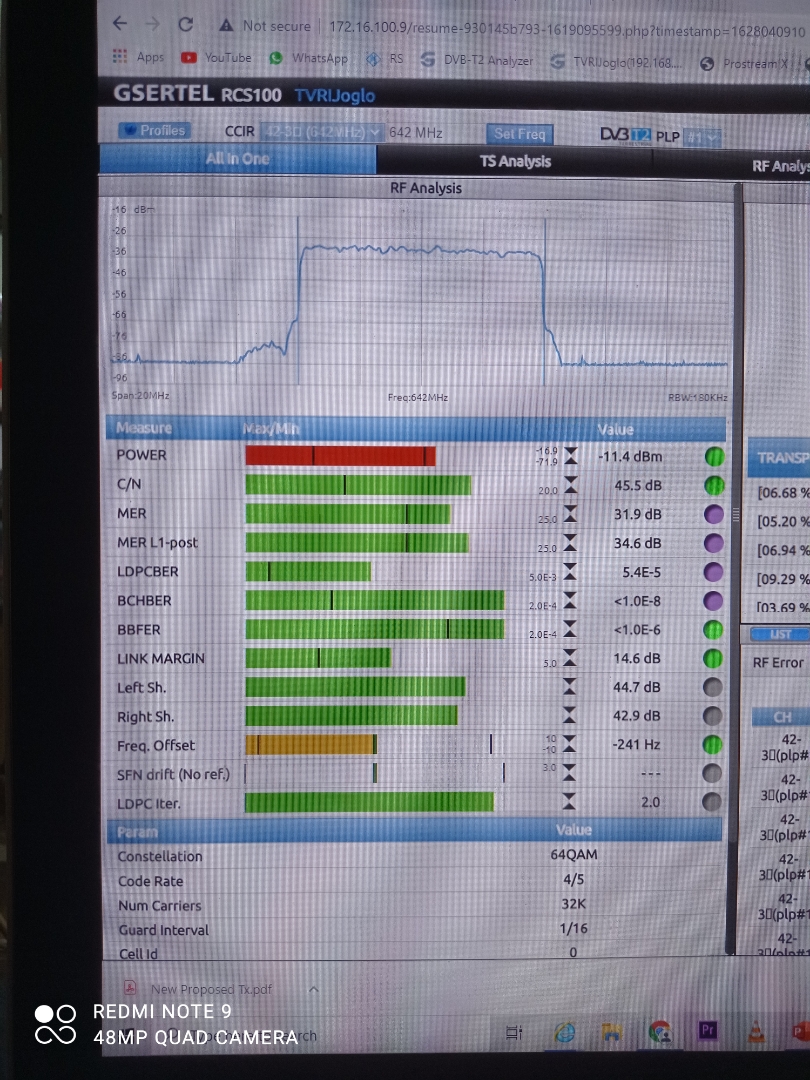 Not secure | 172.16.100.9/resume-930145b793-1619095599.php?timestamp=1628040910
Apps YouTube WhatsApp RS DVB-T2 Analyzer TVRIJoglo(192.168.... ProstreamX
GSERTEL RCS100 TVRIJoglo
Profiles CCIR 642 MHz Set Freq DVB T2 PLP #1
All In One TS Analysis RF Analys
RF Analysis
-16 dBm
-26
-36
-46
-56
-66
-76
-86
-96
Span:20MHz Freq:642MHz RBW:180KHz
Measure Max/Min Value
POWER -16.9 -71.9 -11.4 dBm
C/N 20.0 45.5 dB
MER 25.0 31.9 dB
MER L1-post 25.0 34.6 dB
LDPCBER 5.0E-3 5.4E-5
BCHBER 2.0E-4 <1.0E-8
BBFER 2.0E-4 <1.0E-6
LINK MARGIN 5.0 14.6 dB
Left Sh. 44.7 dB
Right Sh. 42.9 dB
Freq. Offset 10 -10 -241 Hz
SFN drift (No ref.) 3.0 ---
LDPC Iter. 2.0
Param Value
Constellation 64QAM
Code Rate 4/5
Num Carriers 32K
Guard Interval 1/16
Cell Id 0
TRANSP
[06.68 %
[05.20 %
[06.94 %
[09.29 %
[03.69 %
LIST
RF Error
CH
42-
3▯(plp#
42-
3▯(plp#
42-
3▯(plp#
42-
3▯(plp#1
42-
3▯(plp#1
42-
3▯(plp#1
New Proposed Tx.pdf
REDMI NOTE 9
48MP QUAD CAMERA
Pr